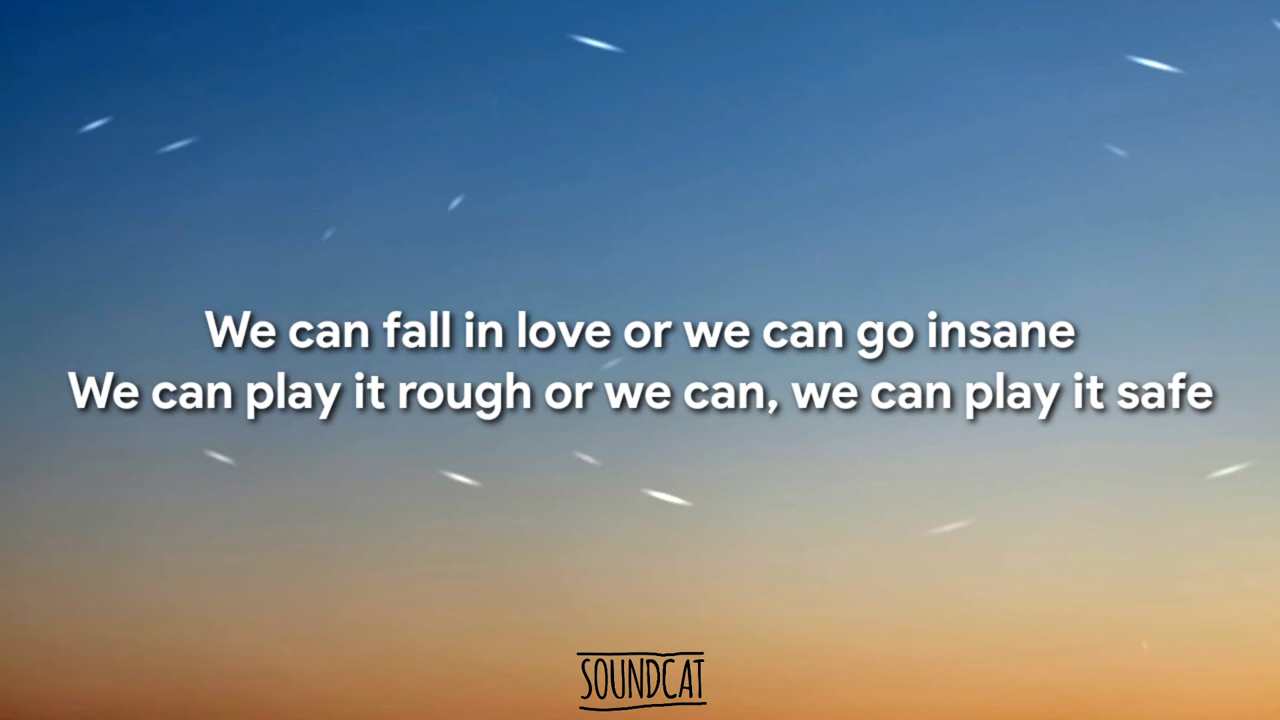 We can fall in love or we can go insane
We can play it rough or we can, we can play it safe
SOUNDCAT